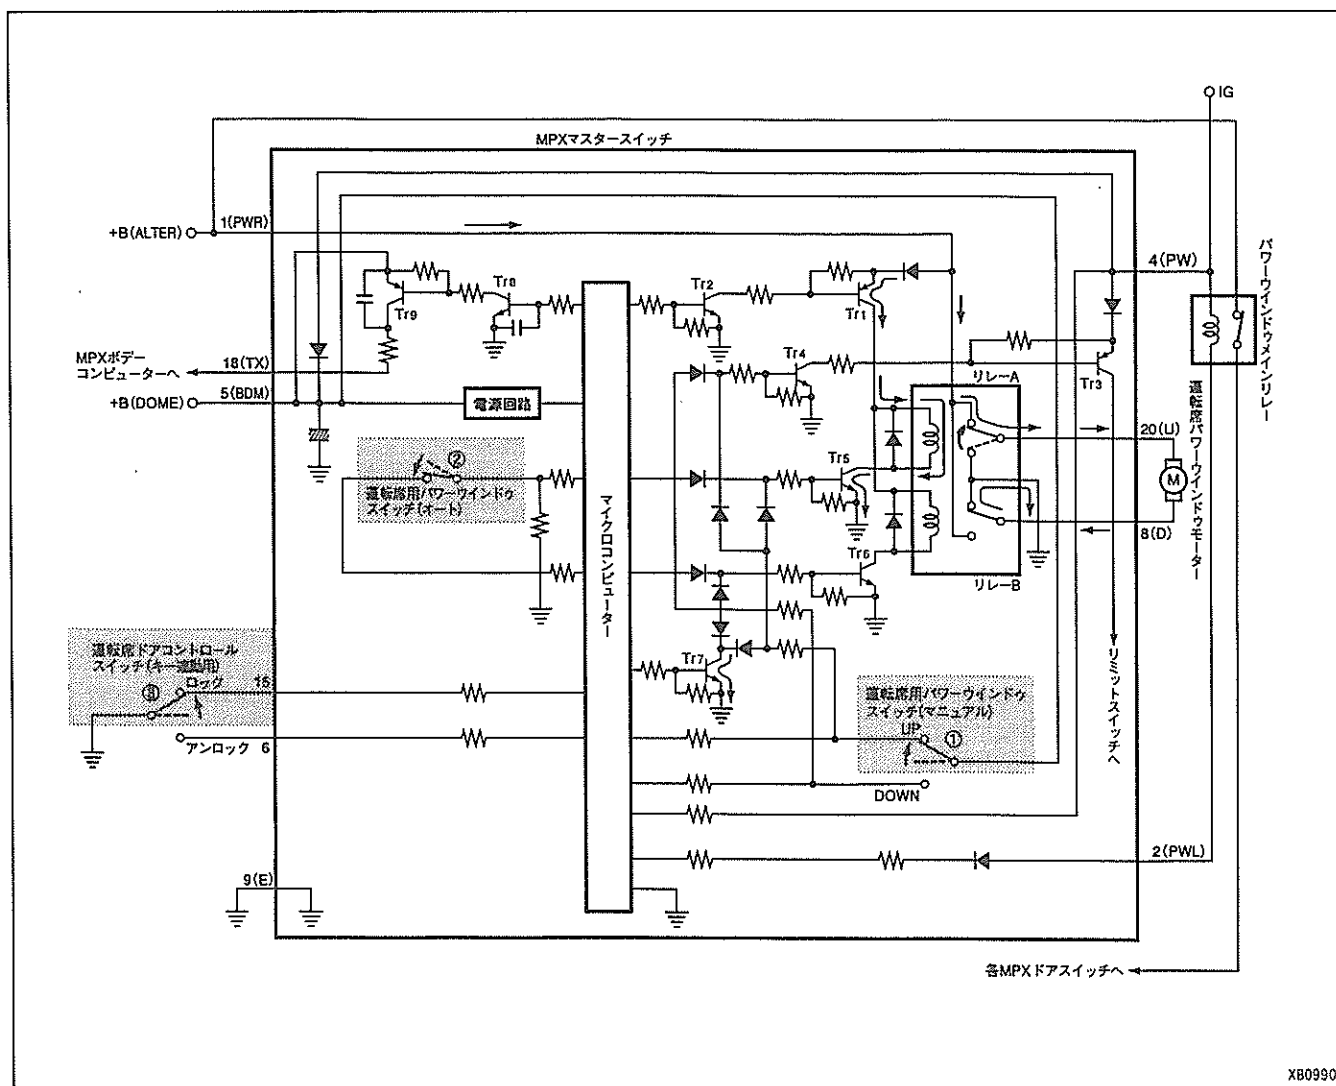 IG
MPXマスタースイッチ
+B(ALTER)
1(PWR)
パワーウインドゥメインリレー
4(PW)
Tr8
Tr9
Tr2
Tr1
Tr4
Tr3
MPXボデー
コンピューターへ
18(TX)
+B(DOME)
5(BDM)
電源回路
リレーA
20(U)
M
運転席パワーウインドゥモーター
8(D)
②
運転席用パワーウインドゥ
スイッチ(オート)
Tr5
Tr6
リレーB
マイクロコンピューター
運転席ドアコントロール
スイッチ(キー連動用)
ロック
③
15
アンロック
6
Tr7
運転席用パワーウインドゥ
スイッチ(マニュアル)
UP
①
DOWN
リミットスイッチへ
2(PWL)
9(E)
各MPXドアスイッチへ
XB0990